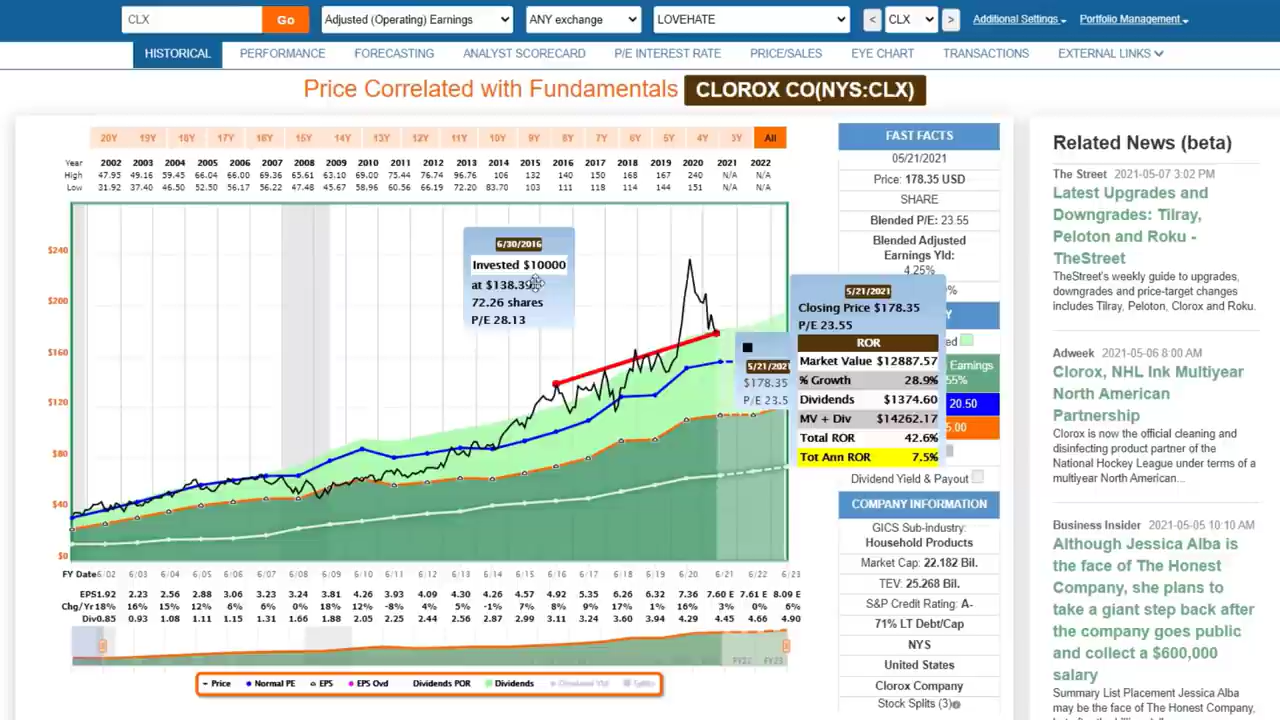 CLX Go Adjusted (Operating) Earnings ANY exchange LOVEHATE < CLX > Additional Settings Portfolio Management
HISTORICAL PERFORMANCE FORECASTING ANALYST SCORECARD P/E INTEREST RATE PRICE/SALES EYE CHART TRANSACTIONS EXTERNAL LINKS
Price Correlated with Fundamentals CLOROX CO(NYS:CLX)
20Y 19Y 18Y 17Y 16Y 15Y 14Y 13Y 12Y 11Y 10Y 9Y 8Y 7Y 6Y 5Y 4Y 3Y All
Year 2002 2003 2004 2005 2006 2007 2008 2009 2010 2011 2012 2013 2014 2015 2016 2017 2018 2019 2020 2021 2022
High 47.95 49.16 59.45 66.04 66.00 69.36 65.61 63.10 69.00 75.44 76.74 96.76 106 132 140 150 168 167 240 N/A N/A
Low 31.92 37.40 46.50 52.50 56.17 56.22 47.48 45.67 58.96 60.56 66.19 72.20 83.70 103 111 118 114 144 151 N/A N/A
$240
$200
$160
$120
$80
$40
$0
6/30/2016
Invested $10000
at $138.39
72.26 shares
P/E 28.13
5/21/2021
$178.35
P/E 23.5
5/21/2021
Closing Price $178.35
P/E 23.55
ROR
Market Value $12887.57
% Growth 28.9%
Dividends $1374.60
MV + Div $14262.17
Total ROR 42.6%
Tot Ann ROR 7.5%
FY Date 6/02 6/03 6/04 6/05 6/06 6/07 6/08 6/09 6/10 6/11 6/12 6/13 6/14 6/15 6/16 6/17 6/18 6/19 6/20 6/21 6/22 6/23
EPS 1.92 2.23 2.56 2.88 3.06 3.23 3.24 3.81 4.26 3.93 4.09 4.30 4.26 4.57 4.92 5.35 6.26 6.32 7.36 7.60 E 7.61 E 8.09 E
Chg/Yr 18% 16% 15% 12% 6% 6% 0% 18% 12% -8% 4% 5% -1% 7% 8% 9% 17% 1% 16% 3% 0% 6%
Div 0.85 0.93 1.08 1.11 1.15 1.31 1.66 1.88 2.05 2.25 2.44 2.56 2.87 2.99 3.11 3.24 3.60 3.94 4.29 4.45 4.66 4.90
FY22 FY23
Price Normal PE EPS EPS Ovd Dividends POR Dividends
FAST FACTS
05/21/2021
Price: 178.35 USD
SHARE
Blended P/E: 23.55
Blended Adjusted
Earnings Yld:
4.25%
Earnings
20.50
Dividend Yield & Payout
COMPANY INFORMATION
GICS Sub-industry:
Household Products
Market Cap: 22.182 Bil.
TEV: 25.268 Bil.
S&P Credit Rating: A-
71% LT Debt/Cap
NYS
United States
Clorox Company
Stock Splits (3)
Related News (beta)
The Street 2021-05-07 3:02 PM
Latest Upgrades and
Downgrades: Tilray,
Peloton and Roku -
TheStreet
TheStreet's weekly guide to upgrades,
downgrades and price-target changes
includes Tilray, Peloton, Clorox and Roku.
Adweek 2021-05-06 8:00 AM
Clorox, NHL Ink Multiyear
North American
Partnership
Clorox is now the official cleaning and
disinfecting product partner of the
National Hockey League under terms of a
multiyear North American...
Business Insider 2021-05-05 10:10 AM
Although Jessica Alba is
the face of The Honest
Company, she plans to
take a giant step back after
the company goes public
and collect a $600,000
salary
Summary List Placement Jessica Alba
may be the face of The Honest Company,